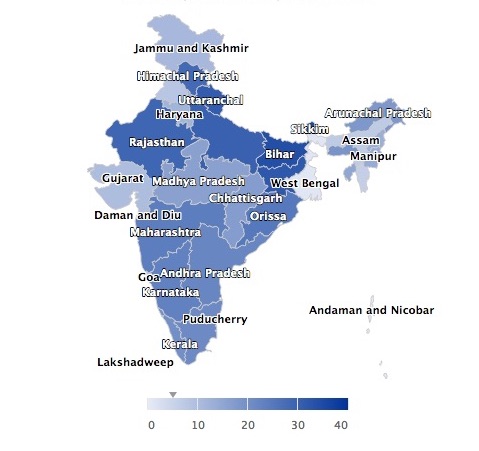 Jammu and Kashmir
Himachal Pradesh
Uttaranchal
Haryana
Arunachal Pradesh
Sikkim
Rajasthan
Assam
Bihar
Manipur
Gujarat
Madhya Pradesh
West Bengal
Chhattisgarh
Daman and Diu
Orissa
Maharashtra
Goa
Andhra Pradesh
Karnataka
Andaman and Nicobar
Puducherry
Kerala
Lakshadweep
0 10 20 30 40